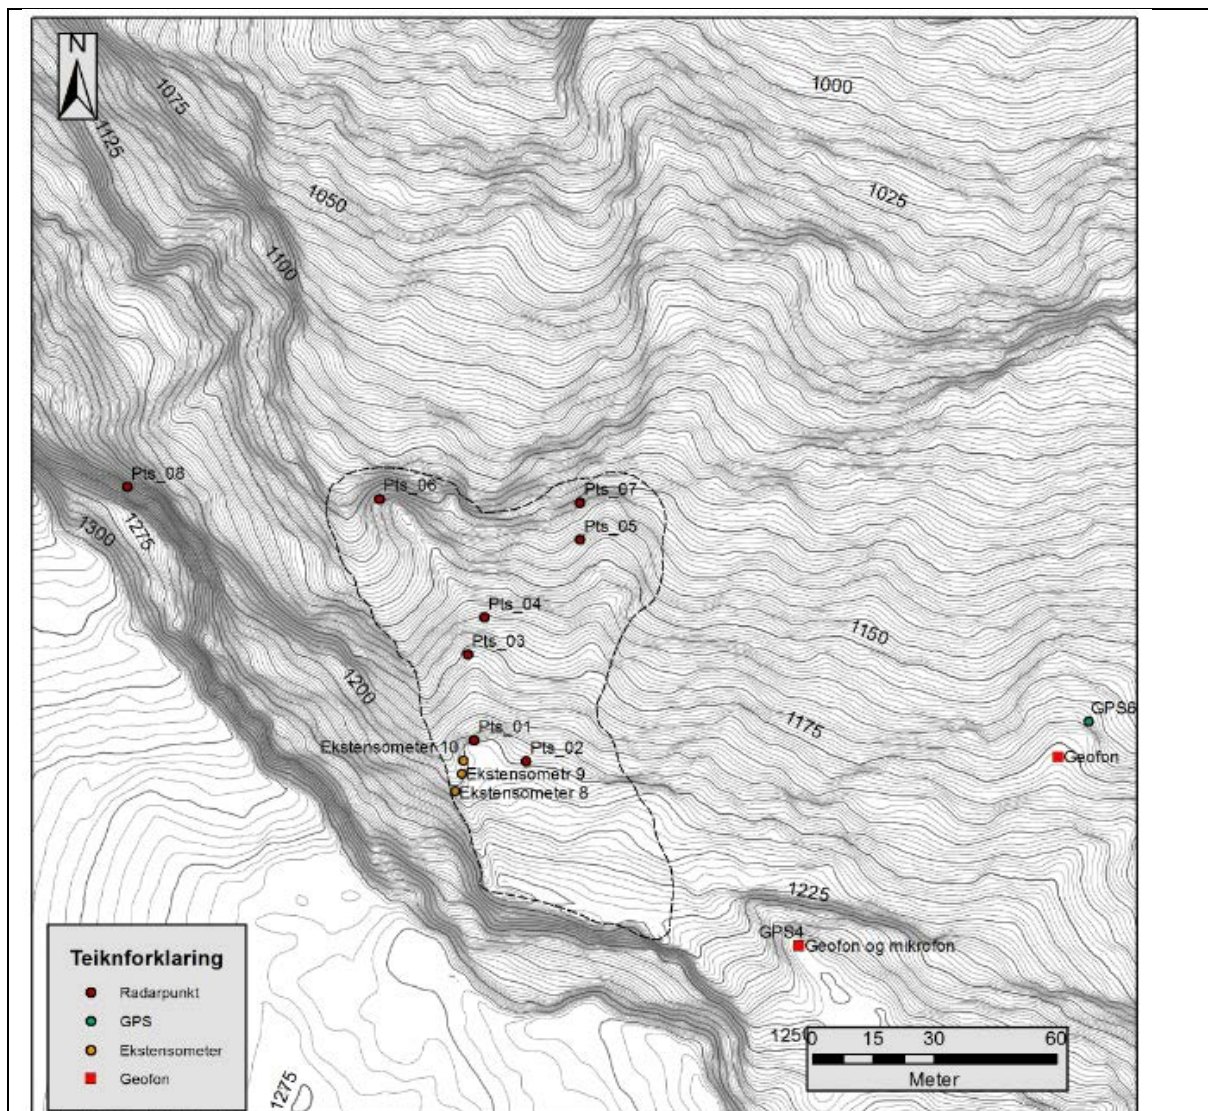 N
1075
1000
1125
1050
1025
1100
Pts_08
Pts_06
Pts_07
1300
1275
Pts_05
Pts_04
1150
Pts_03
1200
GPS6
1175
Pts_01
Ekstensometer 10
Pts_02
Geofon
Ekstensometr 9
Ekstensometer 8
1225
GPS4
Geofon og mikrofon
Teiknforklaring
Radarpunkt
GPS
Ekstensometer
Geofon
1250
0 15 30 60
Meter
1275